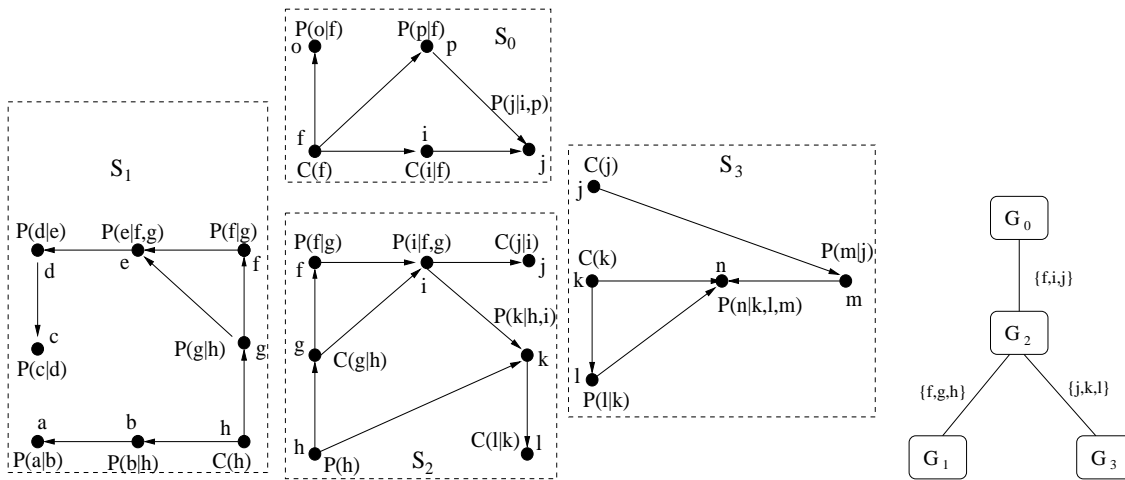 P(o|f)
o
P(p|f)
p
S0
P(j|i,p)
f
i
j
C(f)
C(i|f)
S1
P(d|e)
P(e|f,g)
P(f|g)
d
e
f
c
P(c|d)
P(g|h)
g
a
b
h
P(a|b)
P(b|h)
C(h)
P(f|g)
P(i|f,g)
C(j|i)
f
i
j
P(k|h,i)
g
C(g|h)
k
C(l|k)
h
P(h)
S2
l
S3
C(j)
j
P(m|j)
C(k)
k
n
m
P(n|k,l,m)
l
P(l|k)
G0
{f,i,j}
G2
{f,g,h}
{j,k,l}
G1
G3